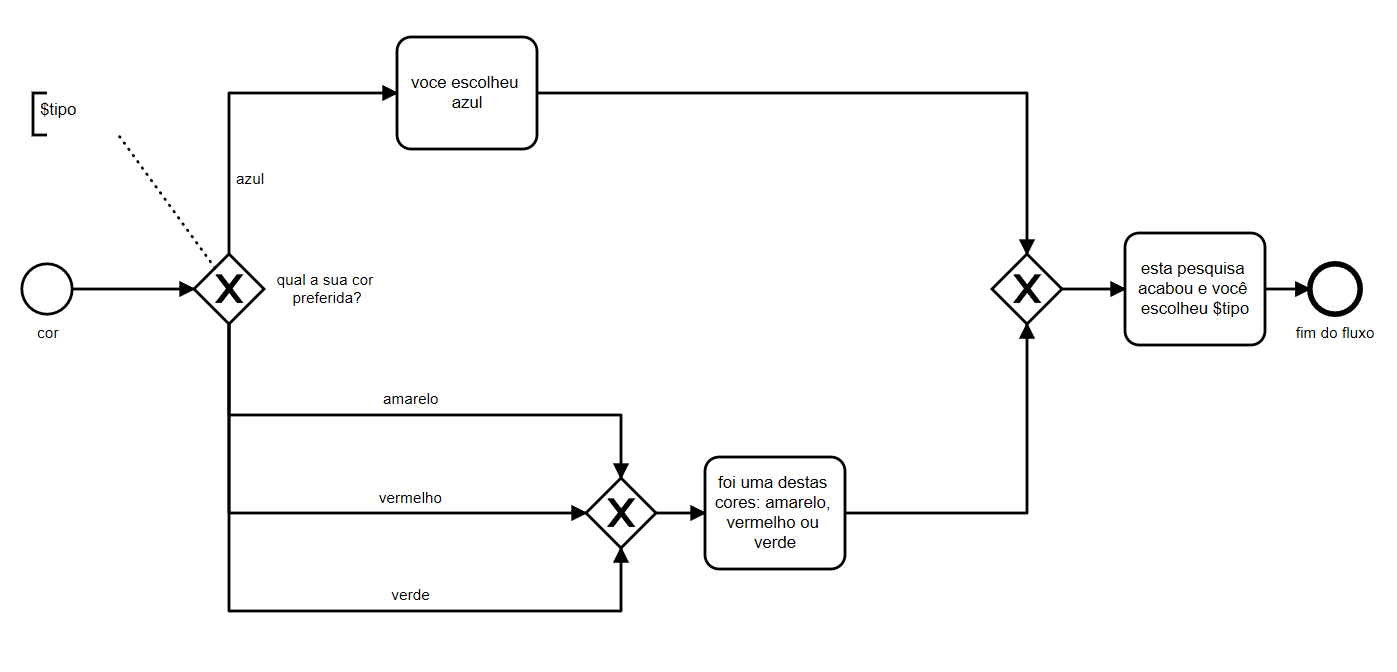 voce escolheu
azul
$tipo
azul
qual a sua cor
preferida?
cor
esta pesquisa
acabou e você
escolheu $tipo
fim do fluxo
amarelo
vermelho
foi uma destas
cores: amarelo,
vermelho ou
verde
verde